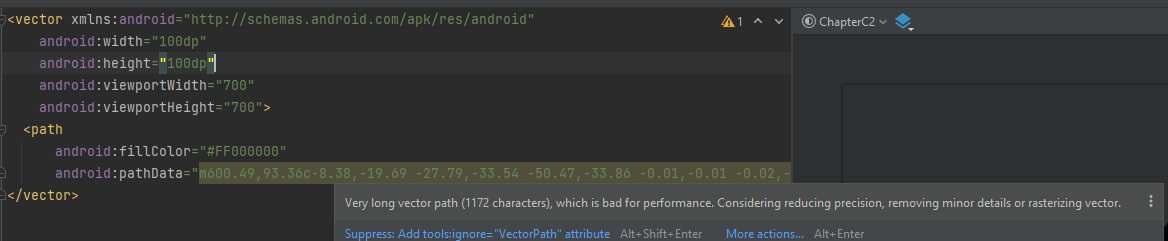 <vector xmlns:android="http://schemas.android.com/apk/res/android"
1
ChapterC2
android:width="100dp"
android:height="100dp"
android:viewportWidth="700"
android:viewportHeight="700">
<path
android:fillColor="#FF000000"
android:pathData="m600.49,93.36c-8.38,-19.69 -27.79,-33.54 -50.47,-33.86 -0.01,-0.01 -0.02,-
</vector>
Very long vector path (1172 characters), which is bad for performance. Considering reducing precision, removing minor details or rasterizing vector.
Suppress: Add tools:ignore="VectorPath" attribute Alt+Shift+Enter More actions... Alt+Enter